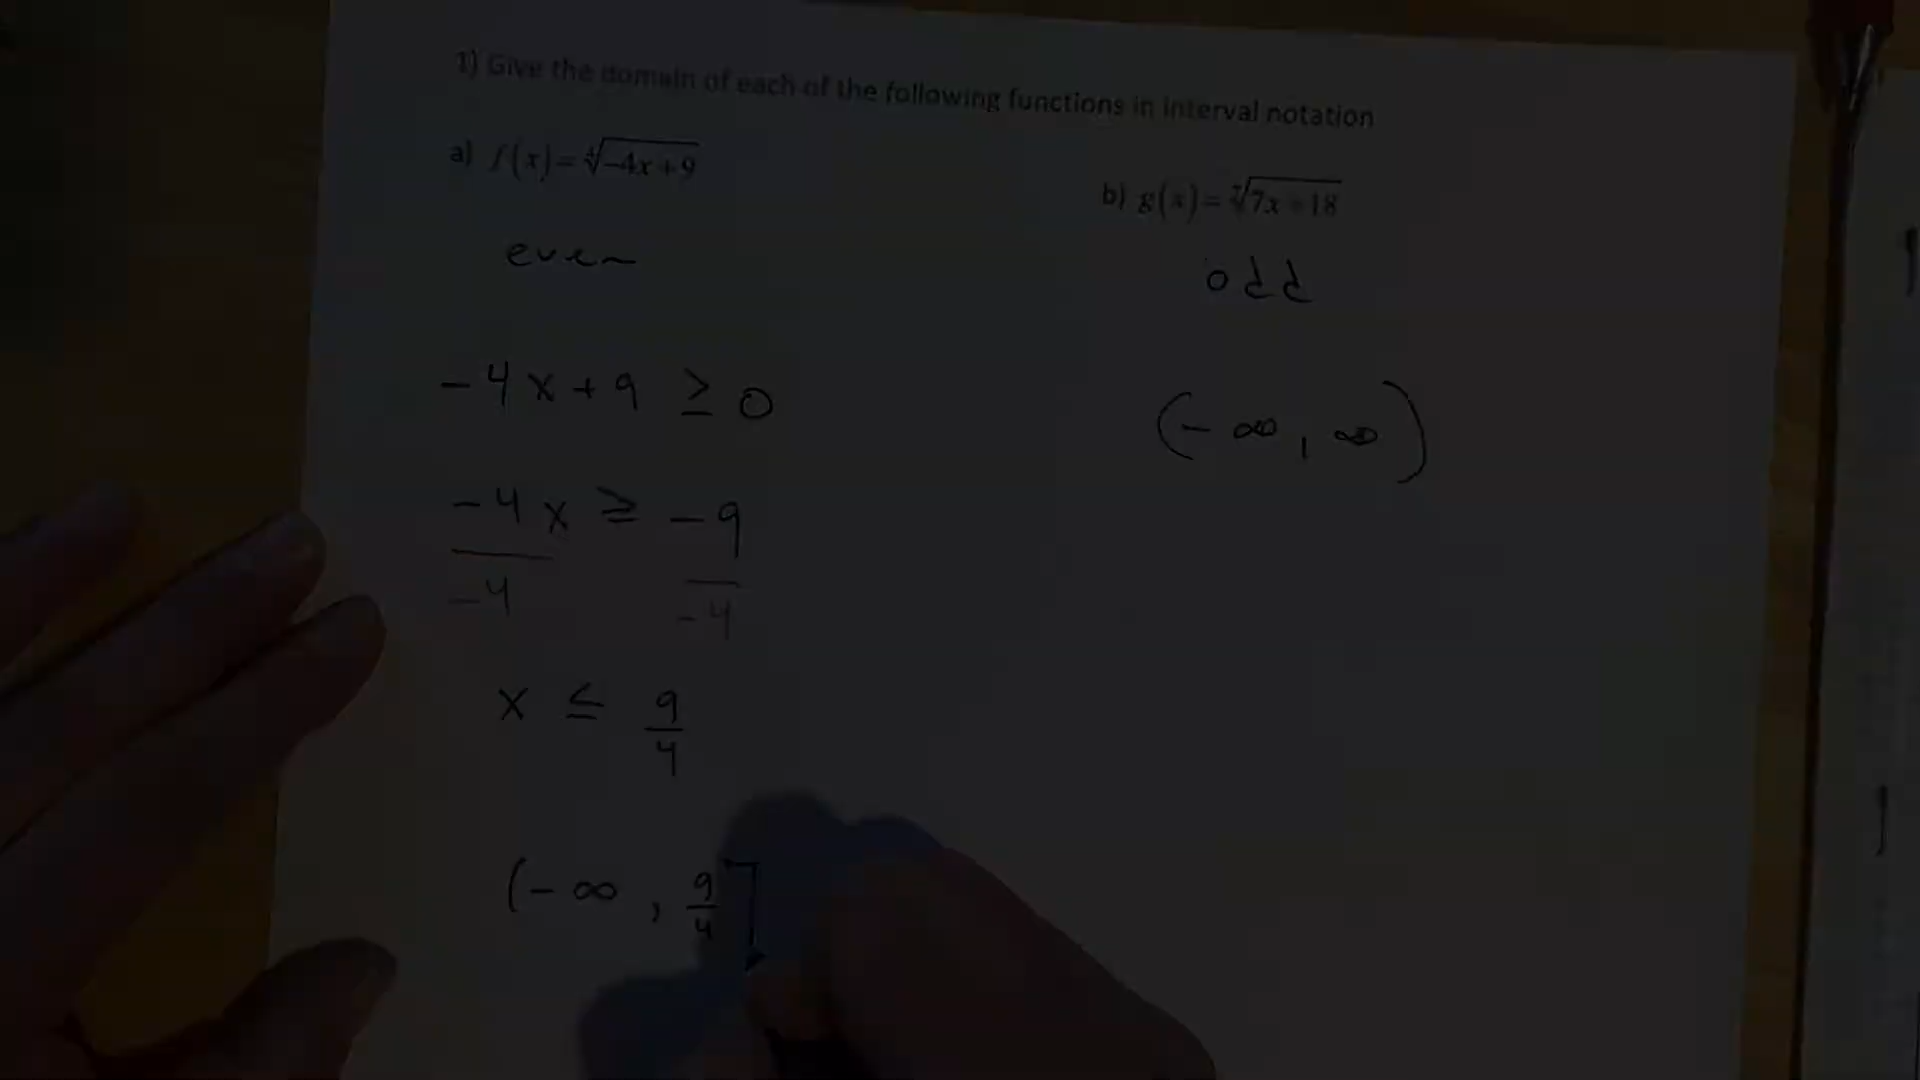 1) Give the domain of each of the following functions in interval notation
a) f(x)=∜-4x+9
b) g(x)=
7x 18
even
odd
-4x+9 ≥ 0
(-∞, ∞)
-4x ≥ -9
-4 -4
x ≤ 9/4
(-∞, 9/4]